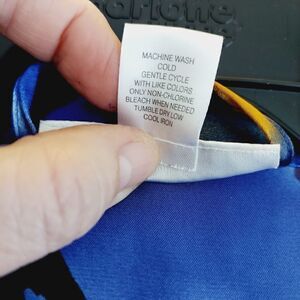 MACHINE WASH
COLD
GENTLE CYCLE
WITH LIKE COLORS
ONLY NON-CHLORINE
BLEACH WHEN NEEDED
TUMBLE DRY LOW
COOL IRON